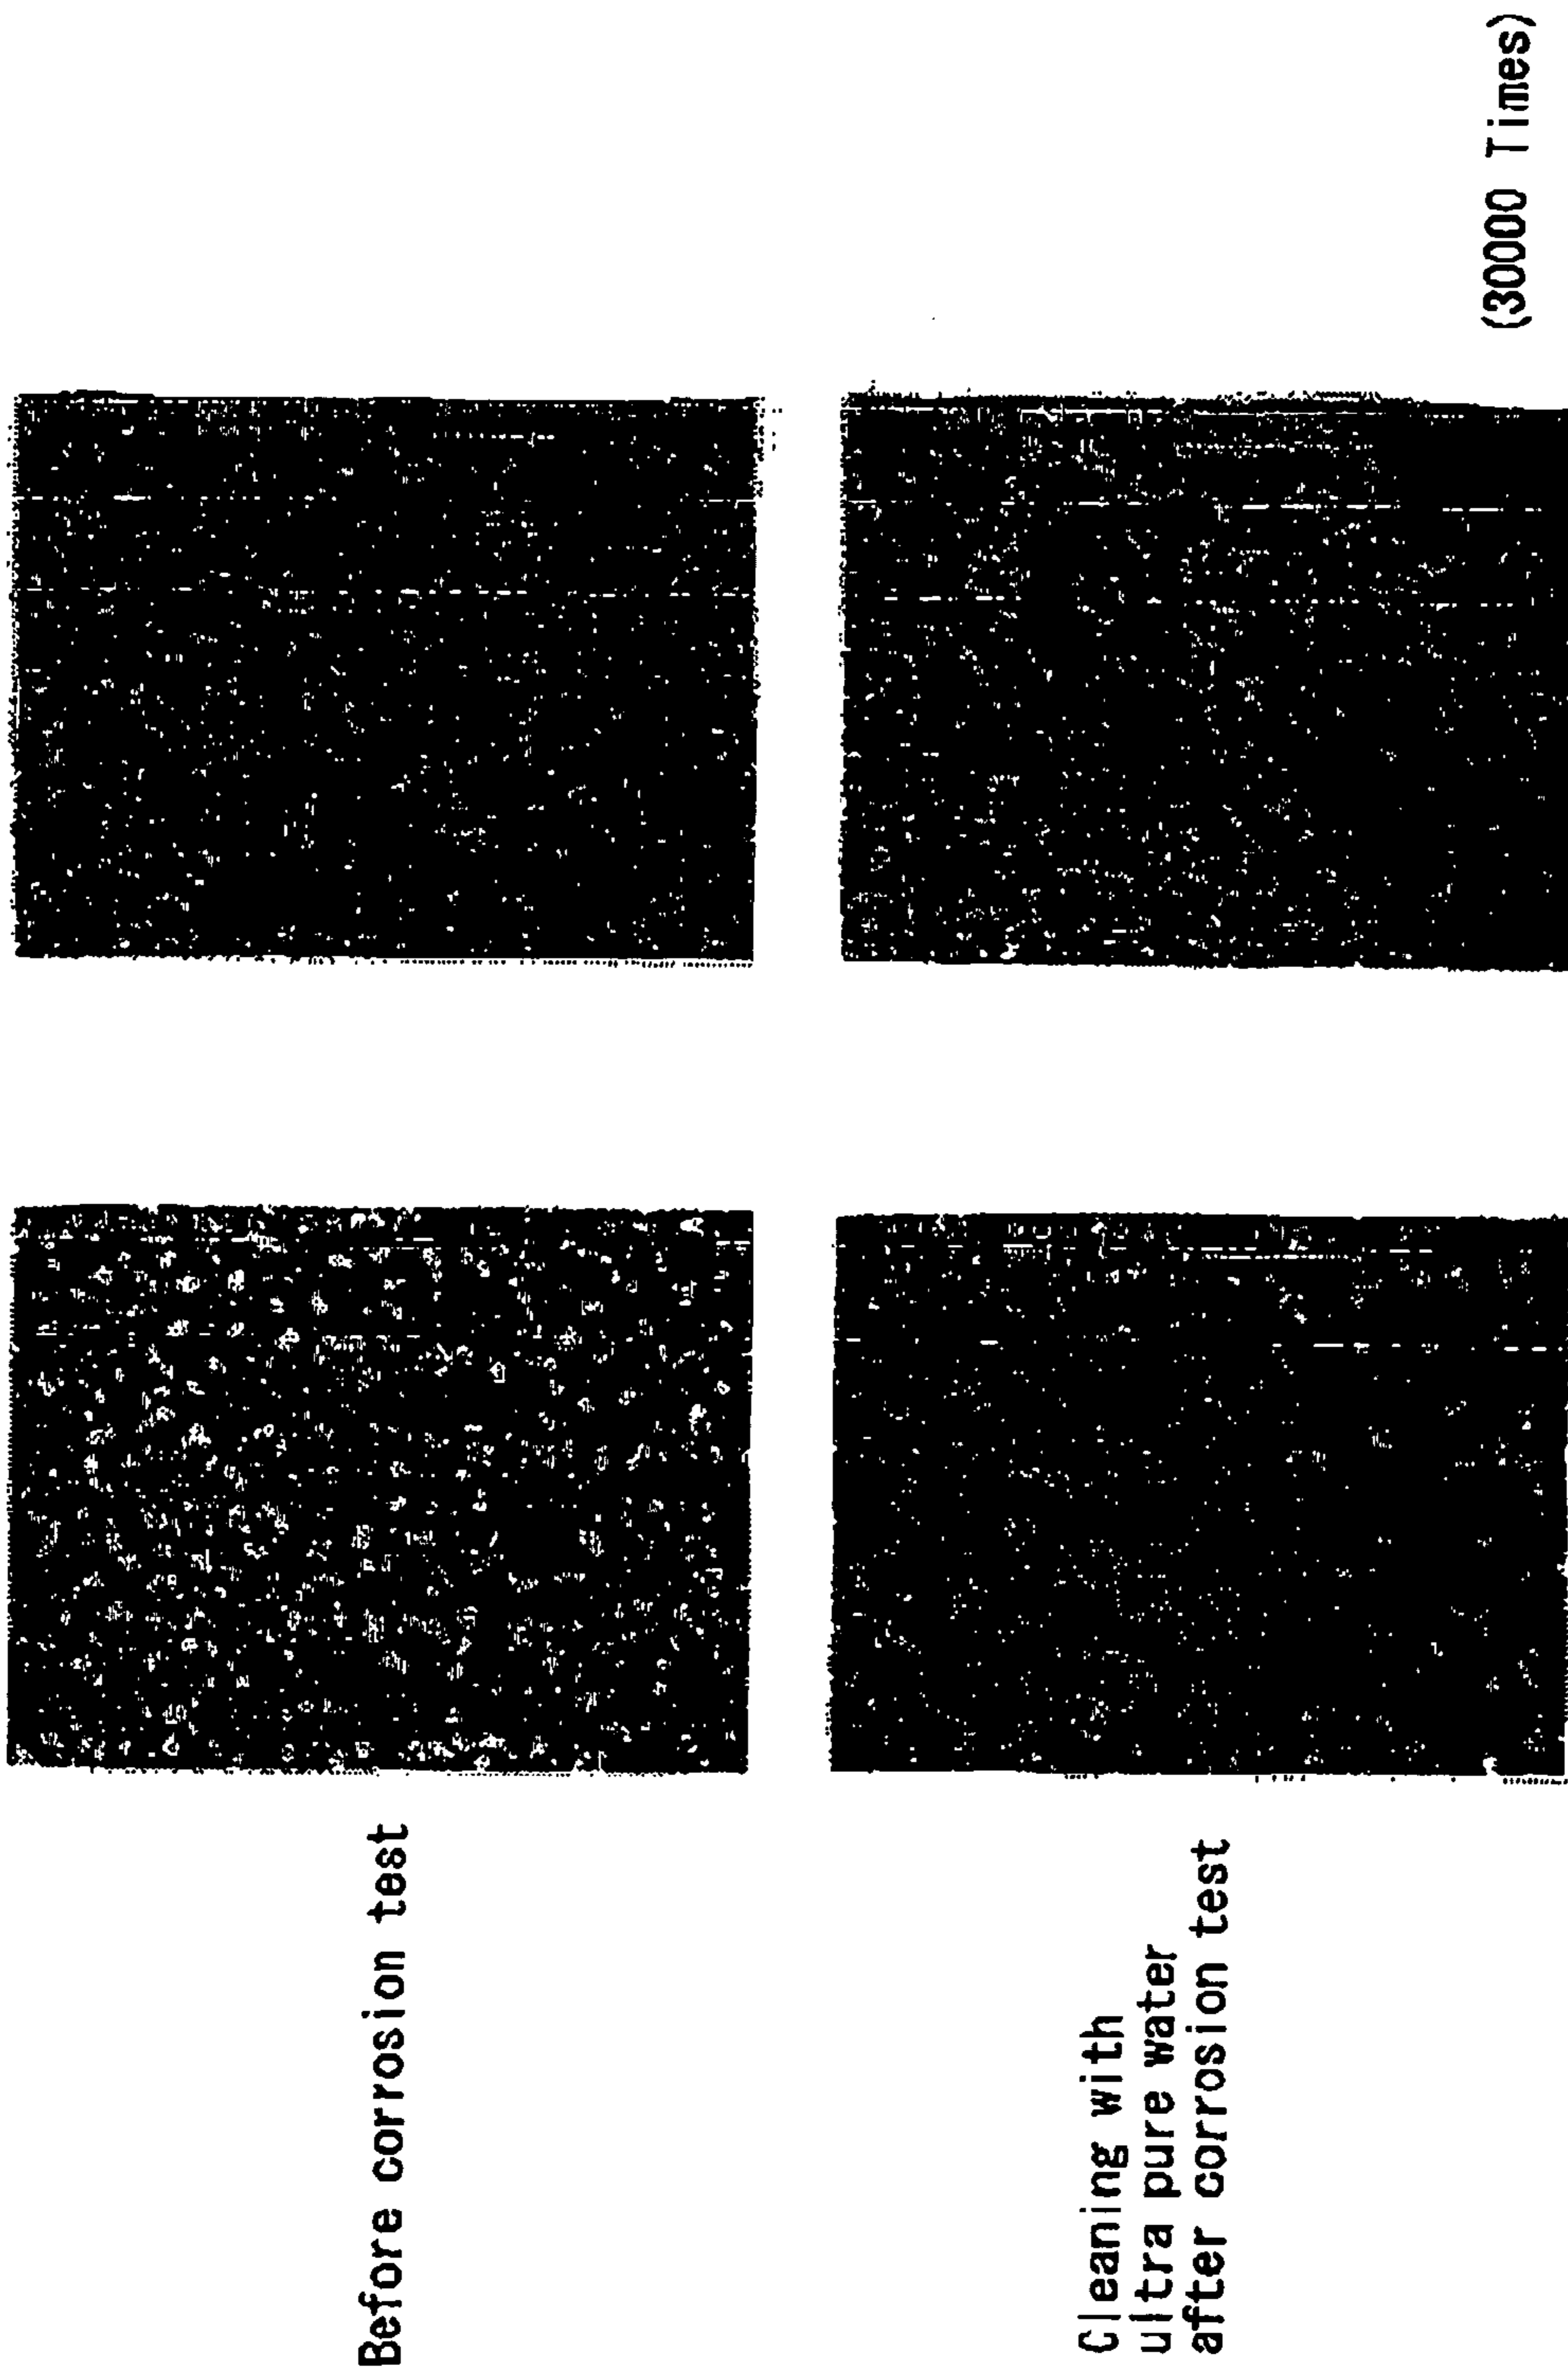 Before corrosion test
Cleaning with
ultra pure water
after corrosion test
(30000 Times)